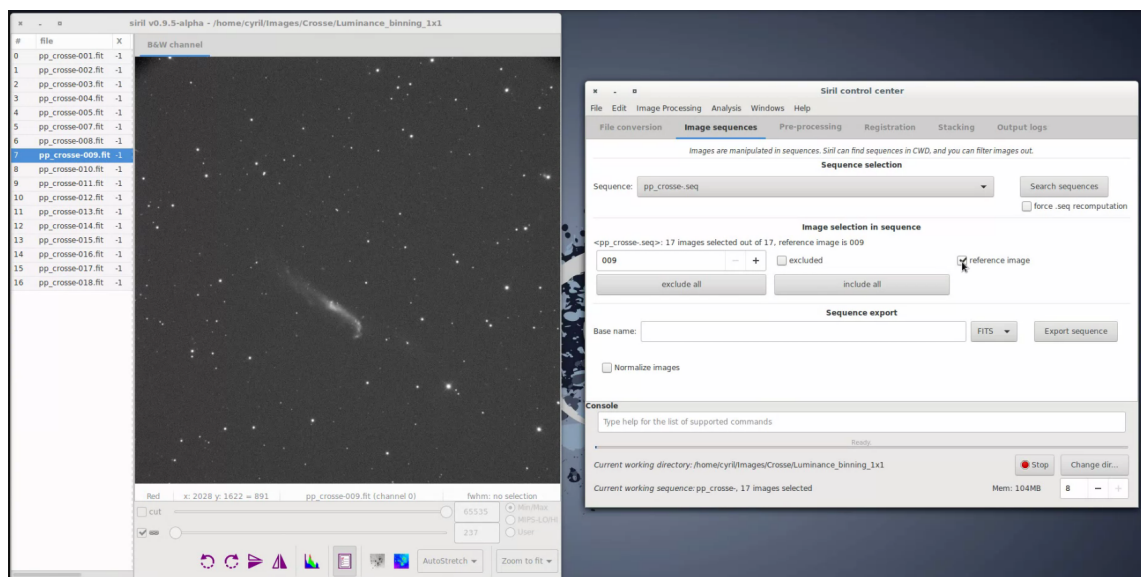 siril v0.9.5-alpha - /home/cyril/Images/Crosse/Luminance_binning_1x1
# file X
B&W channel
0 pp_crosse-001.fit -1
1 pp_crosse-002.fit -1
2 pp_crosse-003.fit -1
3 pp_crosse-004.fit -1
4 pp_crosse-005.fit -1
5 pp_crosse-007.fit -1
6 pp_crosse-008.fit -1
7 pp_crosse-009.fit -1
8 pp_crosse-010.fit -1
9 pp_crosse-011.fit -1
10 pp_crosse-012.fit -1
11 pp_crosse-013.fit -1
12 pp_crosse-014.fit -1
13 pp_crosse-015.fit -1
14 pp_crosse-016.fit -1
15 pp_crosse-017.fit -1
16 pp_crosse-018.fit -1
Red x: 2028 y: 1622 = 891 pp_crosse-009.fit (channel 0) fwhm: no selection
cut 65535 Min/Max
MIPS-LO/HI
237 User
AutoStretch Zoom to fit
Siril control center
File Edit Image Processing Analysis Windows Help
File conversion Image sequences Pre-processing Registration Stacking Output logs
Images are manipulated in sequences. Siril can find sequences in CWD, and you can filter images out.
Sequence selection
Sequence: pp_crosse-.seq Search sequences
force .seq recomputation
Image selection in sequence
<pp_crosse-.seq>: 17 images selected out of 17, reference image is 009
009 − + excluded reference image
exclude all include all
Sequence export
Base name: FITS Export sequence
Normalize images
Console
Type help for the list of supported commands
Ready.
Current working directory: /home/cyril/Images/Crosse/Luminance_binning_1x1 Stop Change dir...
Current working sequence: pp_crosse-, 17 images selected Mem: 104MB 8 − +